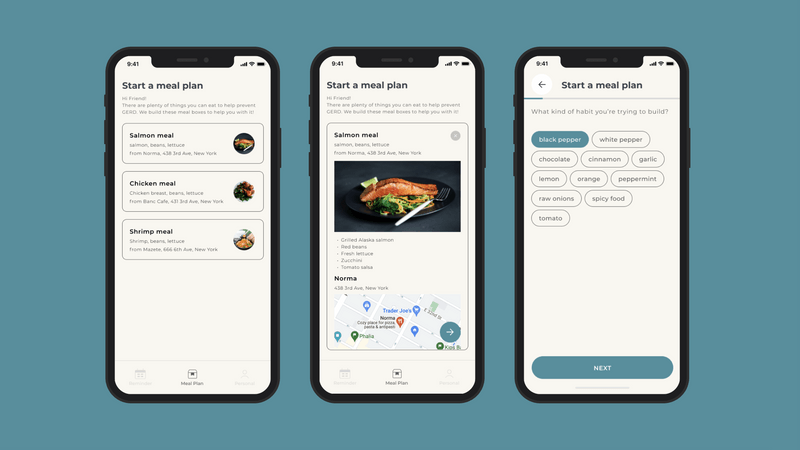 9:41
Start a meal plan
Hi Friend!
There are plenty of things you can eat to help prevent
GERD. We build these meal boxes to help you with it!
Salmon meal
salmon, beans, lettuce
from Norma, 438 3rd Ave, New York
Chicken meal
Chicken breast, beans, lettuce
from Banc Cafe, 431 3rd Ave, New York
Shrimp meal
Shrimp, beans, lettuce
from Mazete, 666 6th Ave, New York
Meal Plan
9:41
Start a meal plan
Hi Friend!
There are plenty of things you can eat to help prevent
GERD. We build these meal boxes to help you with it!
Salmon meal
salmon, beans, lettuce
from Norma, 438 3rd Ave, New York
- Grilled Alaska salmon
- Red beans
- Fresh lettuce
- Zucchini
- Tomato salsa
Norma
438 3rd Ave, New York
Trader Joe's
E 32nd St
Norma
Cozy place for pizza,
pasta & antipasti
Phalis
Kids B
Meal Plan
9:41
Start a meal plan
What kind of habit you're trying to build?
black pepper
white pepper
chocolate
cinnamon
garlic
lemon
orange
peppermint
raw onions
spicy food
tomato
NEXT